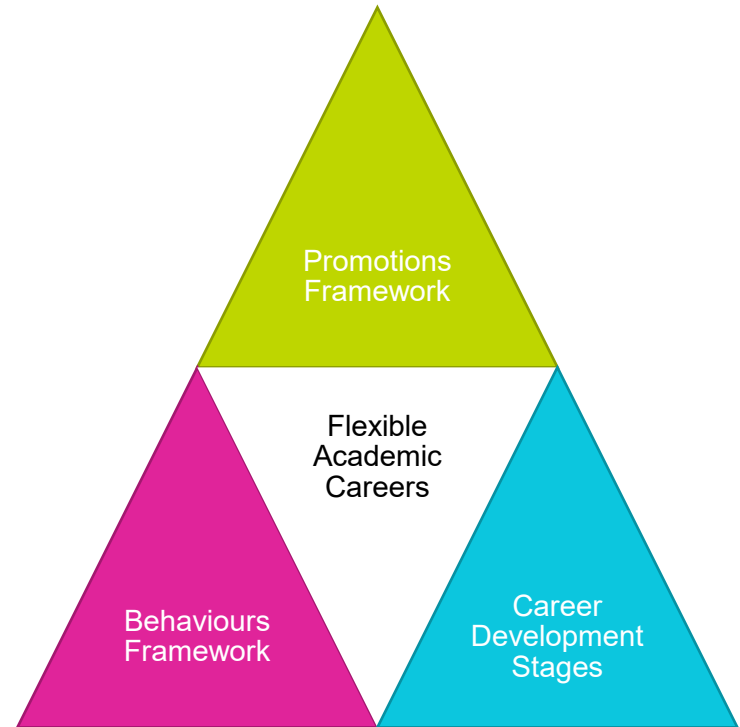 Promotions
Framework
Flexible
Academic
Careers
Behaviours
Framework
Career
Development
Stages